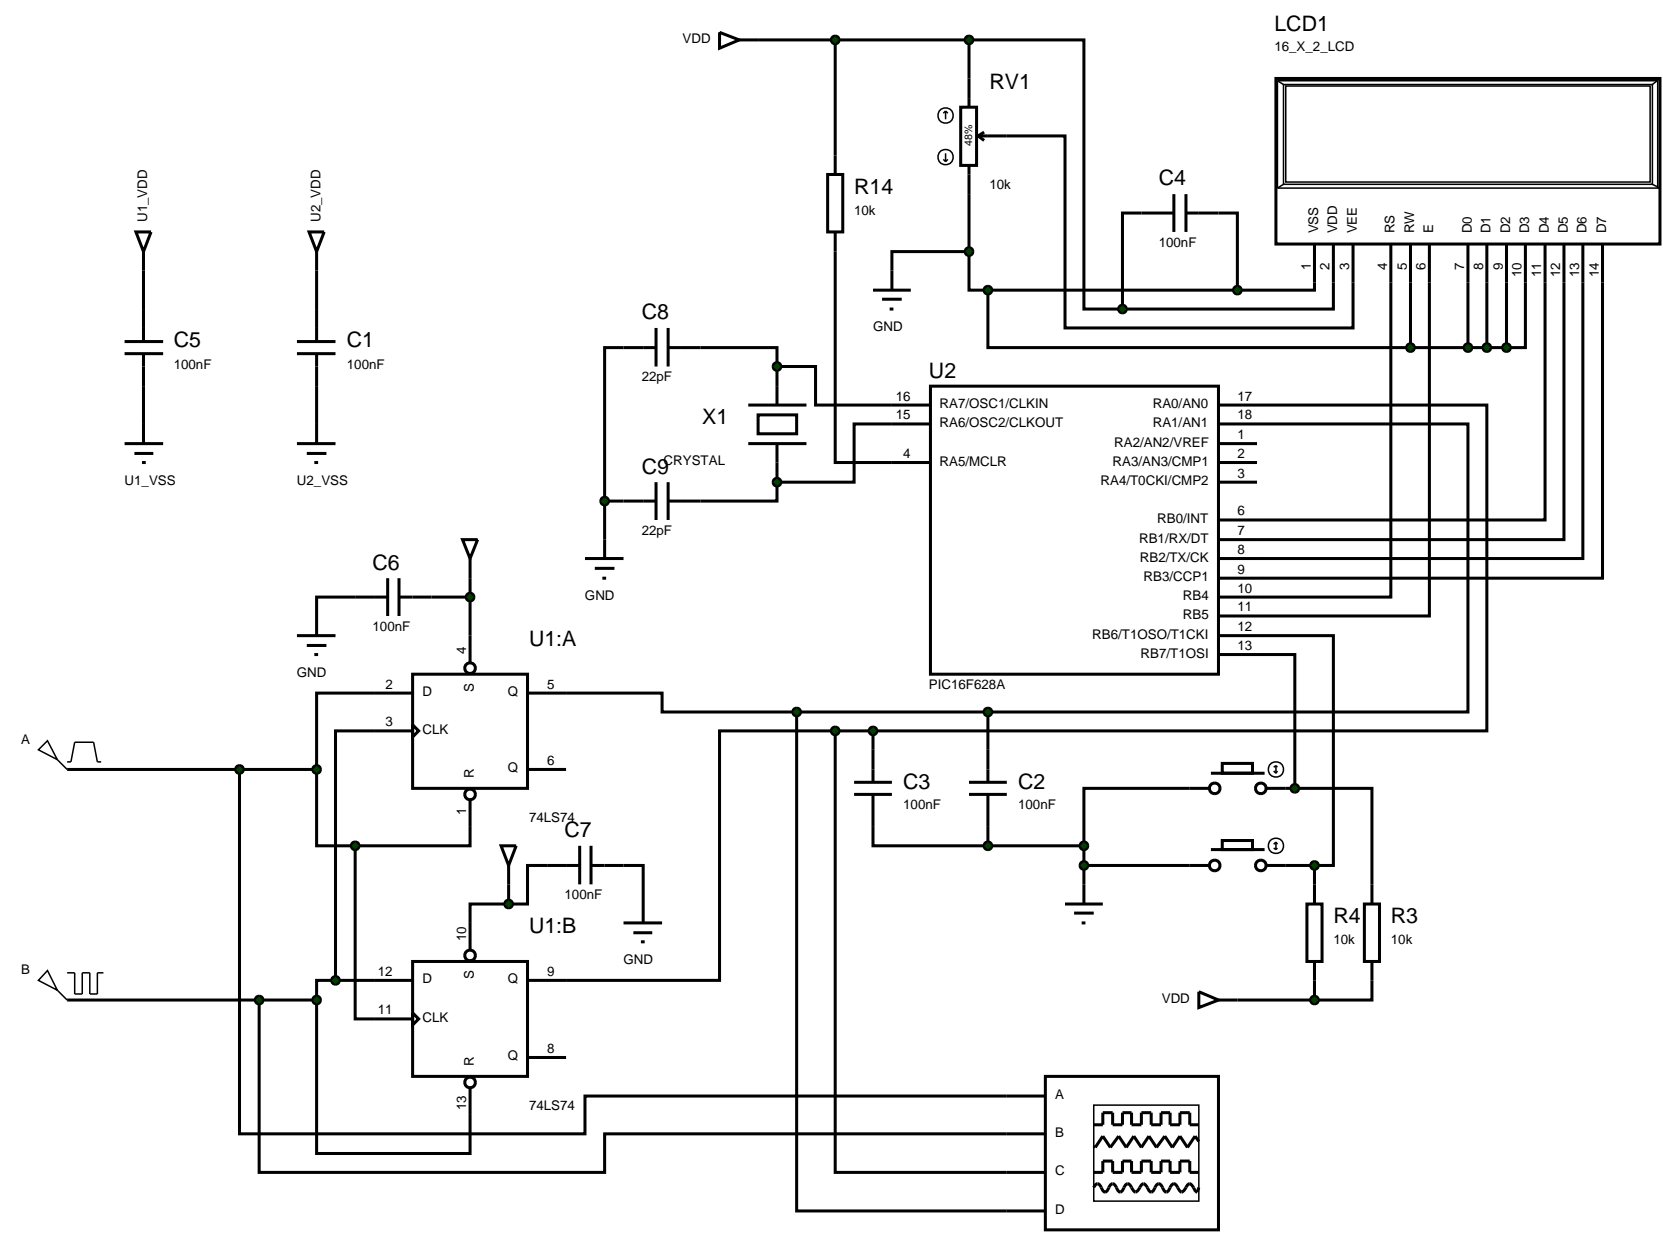 LCD1
16_X_2_LCD
VDD
RV1
48%
10k
R14
10k
C4
100nF
VSS
VDD
VEE
RS
RW
E
D0
D1
D2
D3
D4
D5
D6
D7
1
2
3
4
5
6
7
8
9
10
11
12
13
14
GND
U1_VDD
C5
100nF
U1_VSS
U2_VDD
C1
100nF
U2_VSS
C8
22pF
X1
CRYSTAL
C9
22pF
GND
U2
16
RA7/OSC1/CLKIN
15
RA6/OSC2/CLKOUT
4
RA5/MCLR
RA0/AN0
17
RA1/AN1
18
RA2/AN2/VREF
1
RA3/AN3/CMP1
2
RA4/T0CKI/CMP2
3
RB0/INT
6
RB1/RX/DT
7
RB2/TX/CK
8
RB3/CCP1
9
RB4
10
RB5
11
RB6/T1OSO/T1CKI
12
RB7/T1OSI
13
PIC16F628A
C6
100nF
GND
U1:A
4
S
2
D
Q
5
3
CLK
R
Q
6
1
74LS74
A
C7
100nF
GND
U1:B
10
S
12
D
Q
9
11
CLK
R
Q
8
13
74LS74
B
C3
100nF
C2
100nF
R4
10k
R3
10k
VDD
A
B
C
D